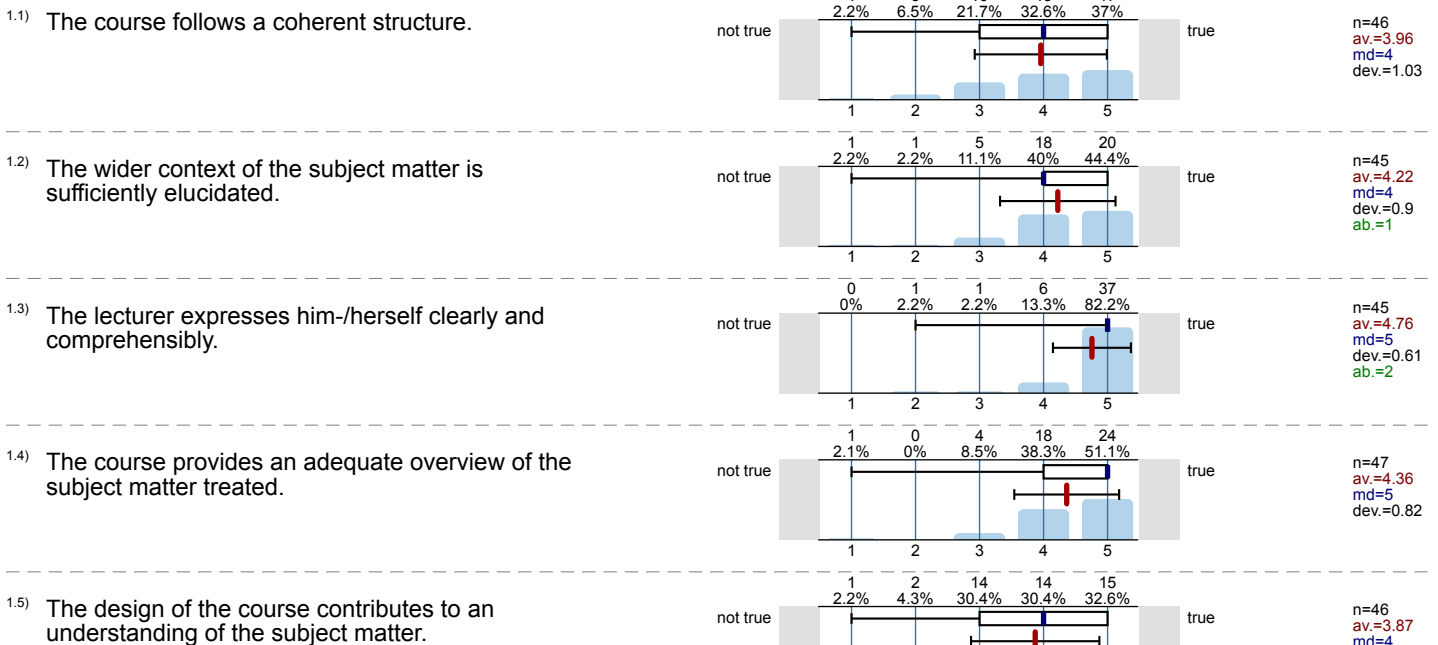 2.2% 6.5% 21.7% 32.6% 37%
1.1) The course follows a coherent structure.
not true
true
1 2 3 4 5
n=46
av.=3.96
md=4
dev.=1.03
1 1 5 18 20
2.2% 2.2% 11.1% 40% 44.4%
1.2) The wider context of the subject matter is
sufficiently elucidated.
not true
true
1 2 3 4 5
n=45
av.=4.22
md=4
dev.=0.9
ab.=1
0 1 1 6 37
0% 2.2% 2.2% 13.3% 82.2%
1.3) The lecturer expresses him-/herself clearly and
comprehensibly.
not true
true
1 2 3 4 5
n=45
av.=4.76
md=5
dev.=0.61
ab.=2
1 0 4 18 24
2.1% 0% 8.5% 38.3% 51.1%
1.4) The course provides an adequate overview of the
subject matter treated.
not true
true
1 2 3 4 5
n=47
av.=4.36
md=5
dev.=0.82
1 2 14 14 15
2.2% 4.3% 30.4% 30.4% 32.6%
1.5) The design of the course contributes to an
understanding of the subject matter.
not true
true
n=46
av.=3.87
md=4